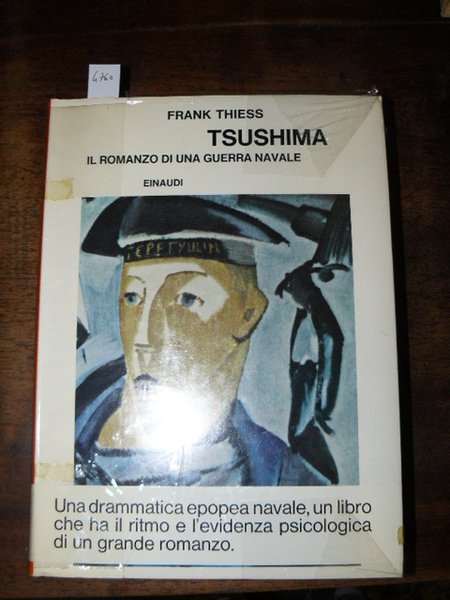 4760
FRANK THIESS
TSUSHIMA
IL ROMANZO DI UNA GUERRA NAVALE
EINAUDI
Una drammatica epopea navale, un libro
che ha il ritmo e l'evidenza psicologica
di un grande romanzo.